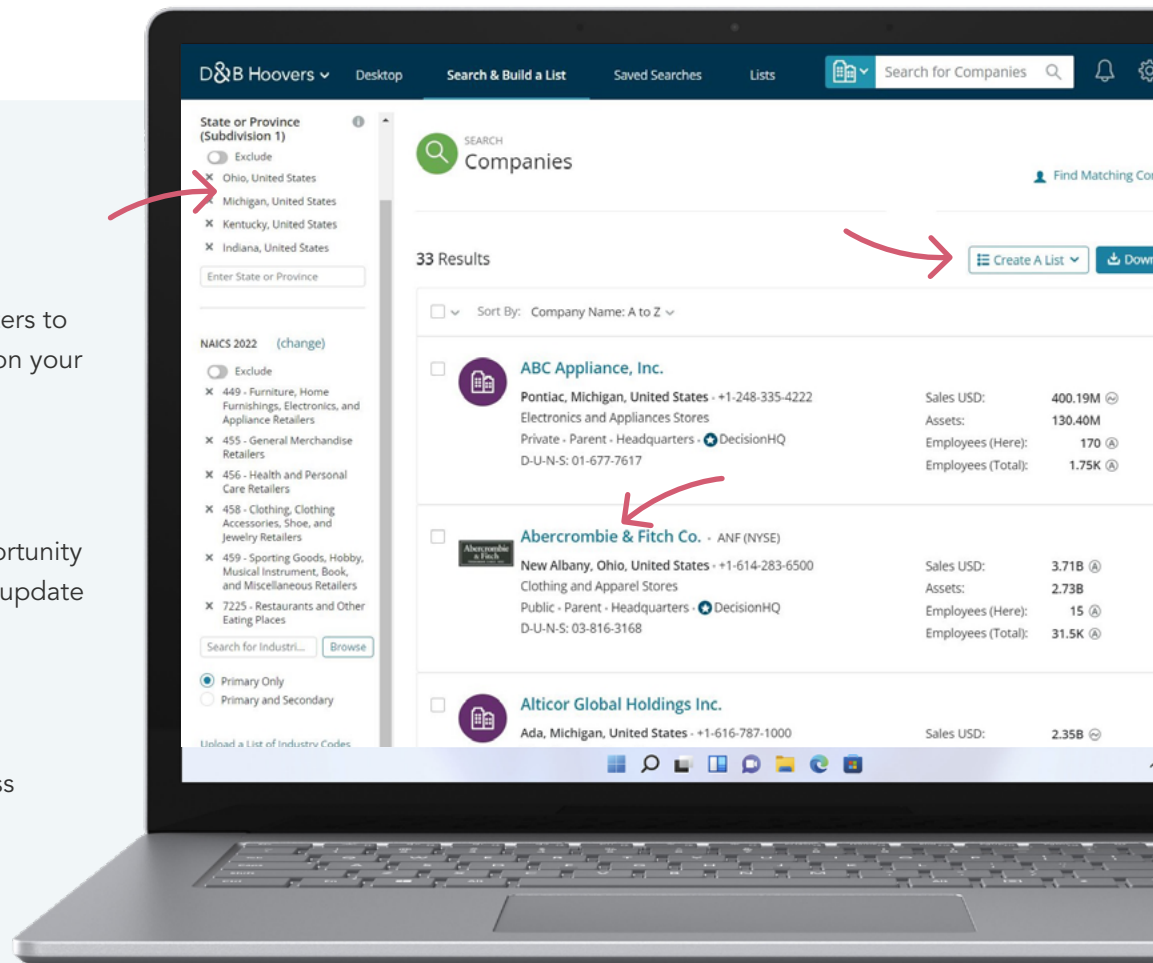 ers to
on your
ortunity
update
ss
D&B Hoovers
Desktop
Search & Build a List
Saved Searches
Lists
Search for Companies
State or Province
(Subdivision 1)
Exclude
× Ohio, United States
Michigan, United States
× Kentucky, United States
× Indiana, United States
Enter State or Province
NAICS 2022 (change)
Exclude
× 449 - Furniture, Home
Furnishings, Electronics, and
Appliance Retailers
× 455 - General Merchandise
Retailers
× 456 - Health and Personal
Care Retailers
× 458 - Clothing, Clothing
Accessories, Shoe, and
Jewelry Retailers
× 459 - Sporting Goods, Hobby,
Musical Instrument, Book,
and Miscellaneous Retailers
× 7225 - Restaurants and Other
Eating Places
Search for Industri...
Browse
Primary Only
Primary and Secondary
Upload a List of Industry Codes
SEARCH
Companies
Find Matching Con
33 Results
Create A List
Down
Sort By: Company Name: A to Z
ABC Appliance, Inc.
Pontiac, Michigan, United States - +1-248-335-4222
Electronics and Appliances Stores
Private - Parent - Headquarters - DecisionHQ
D-U-N-S: 01-677-7617
Sales USD: 400.19M
Assets: 130.40M
Employees (Here): 170 Ⓐ
Employees (Total): 1.75K Ⓐ
Abercrombie
& Fitch
Abercrombie & Fitch Co. - ANF (NYSE)
New Albany, Ohio, United States - +1-614-283-6500
Clothing and Apparel Stores
Public - Parent - Headquarters - DecisionHQ
D-U-N-S: 03-816-3168
Sales USD: 3.71B Ⓐ
Assets: 2.73B
Employees (Here): 15 Ⓐ
Employees (Total): 31.5K Ⓐ
Alticor Global Holdings Inc.
Ada, Michigan, United States - +1-616-787-1000
Sales USD: 2.35B